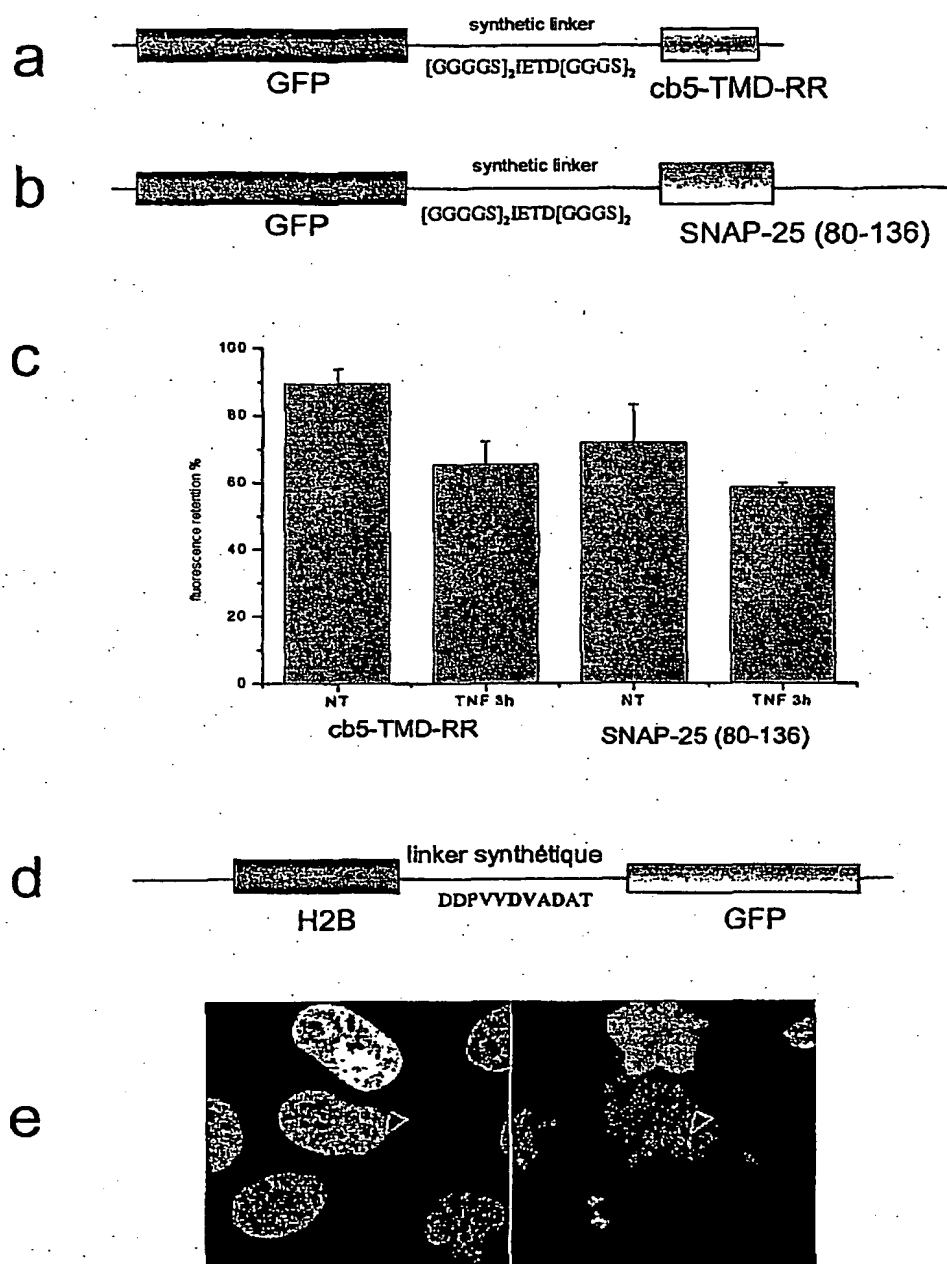 a
synthetic linker
GFP
[GGGGS]₂IETD[GGGS]₂
cb5-TMD-RR
b
synthetic linker
GFP
[GGGGS]₂IETD[GGGS]₂
SNAP-25 (80-136)
c
fluorescence retention %
100
80
60
40
20
0
NT
TNF 3h
NT
TNF 3h
cb5-TMD-RR
SNAP-25 (80-136)
d
linker synthétique
H2B
DDPVVDVADAT
GFP
e